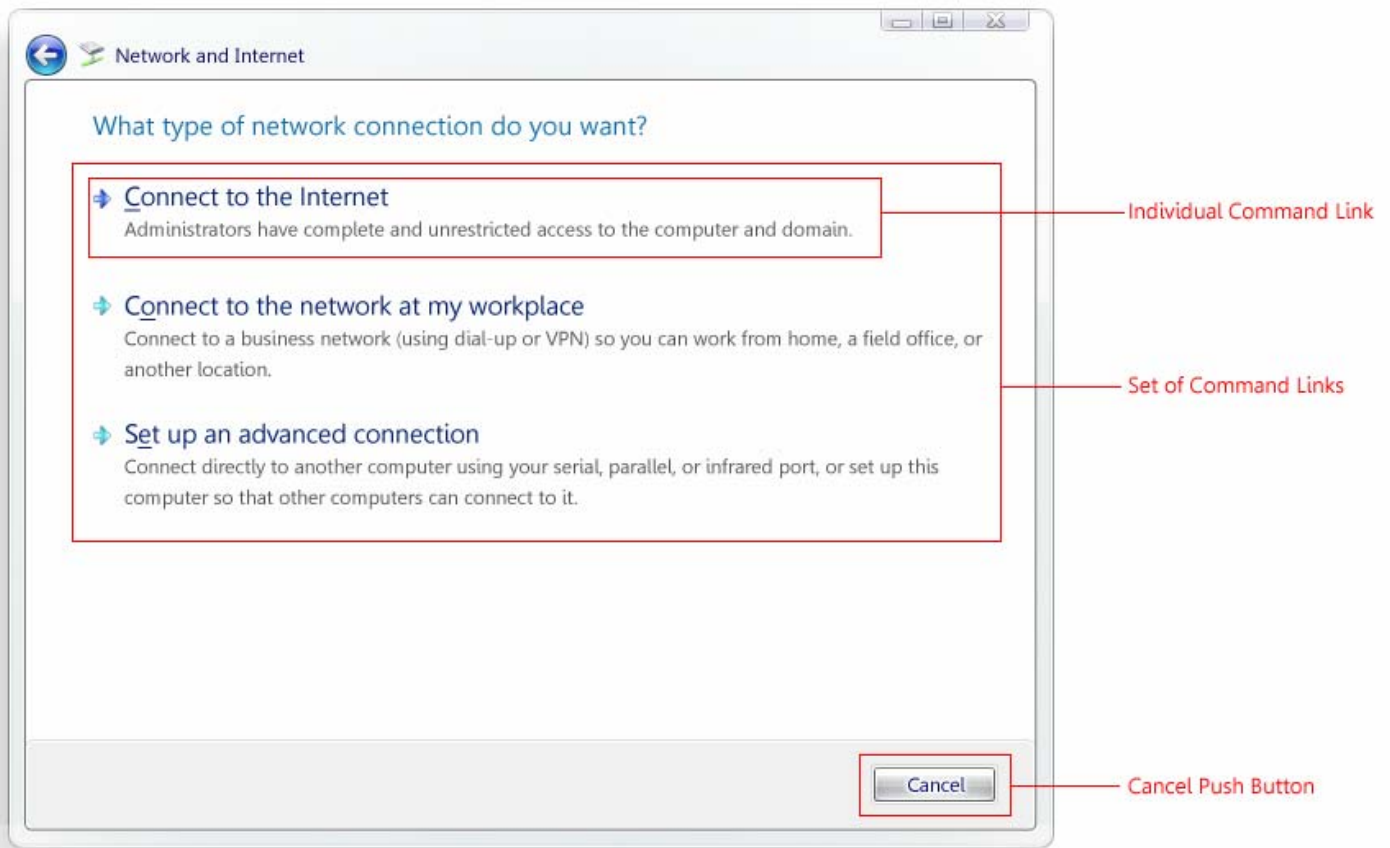 Network and Internet
What type of network connection do you want?
Connect to the Internet
Administrators have complete and unrestricted access to the computer and domain.
Individual Command Link
Connect to the network at my workplace
Connect to a business network (using dial-up or VPN) so you can work from home, a field office, or
another location.
Set of Command Links
Set up an advanced connection
Connect directly to another computer using your serial, parallel, or infrared port, or set up this
computer so that other computers can connect to it.
Cancel
Cancel Push Button